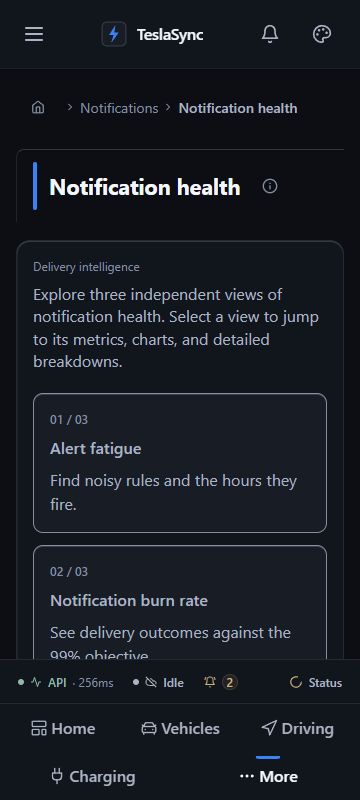 TeslaSync
Notifications
Notification health
Notification health
Delivery intelligence
Explore three independent views of
notification health. Select a view to jump
to its metrics, charts, and detailed
breakdowns.
01 / 03
Alert fatigue
Find noisy rules and the hours they
fire.
02 / 03
Notification burn rate
See delivery outcomes against the
99% objective
API · 256ms
Idle
2
Status
Home
Vehicles
Driving
Charging
More